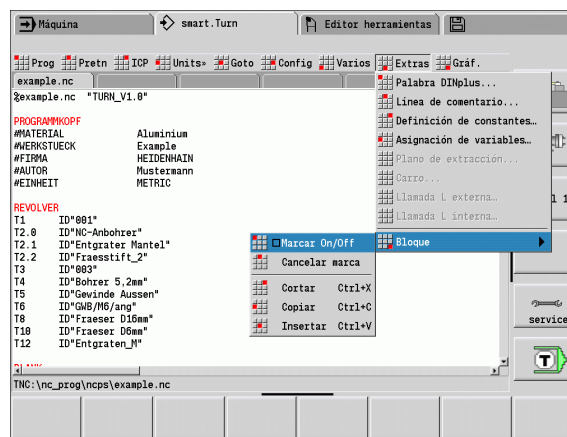 Máquina smart.Turn Editor herramientas
Prog Pretn ICP Units» Goto Config Varios Extras Gráf.
example.nc
%example.nc "TURN_V1.0"
PROGRAMMKOPF
#MATERIAL Aluminium
#WERKSTUECK Example
#FIRMA HEIDENHAIN
#AUTOR Mustermann
#EINHEIT METRIC
REVOLVER
T1 ID"001"
T2.0 ID"NC-Anbohrer"
T2.1 ID"Entgrater Mantel"
T2.2 ID"Fraesstift_2"
T3 ID"003"
T4 ID"Bohrer 5,2mm"
T5 ID"Gewinde Aussen"
T6 ID"GWB/M6/ang"
T8 ID"Fraeser D16mm"
T10 ID"Fraeser D6mm"
T12 ID"Entgraten_M"
TNC:\nc_prog\ncps\example.nc
Palabra DINplus...
Linea de comentario...
Definición de constantes…
Asignación de variables…
Plano de extracción...
Carro...
Llamada L externa…
Llamada L interna…
Bloque
Marcar On/Off
Cancelar marca
Cortar Ctrl+X
Copiar Ctrl+C
Insertar Ctrl+V
service
T